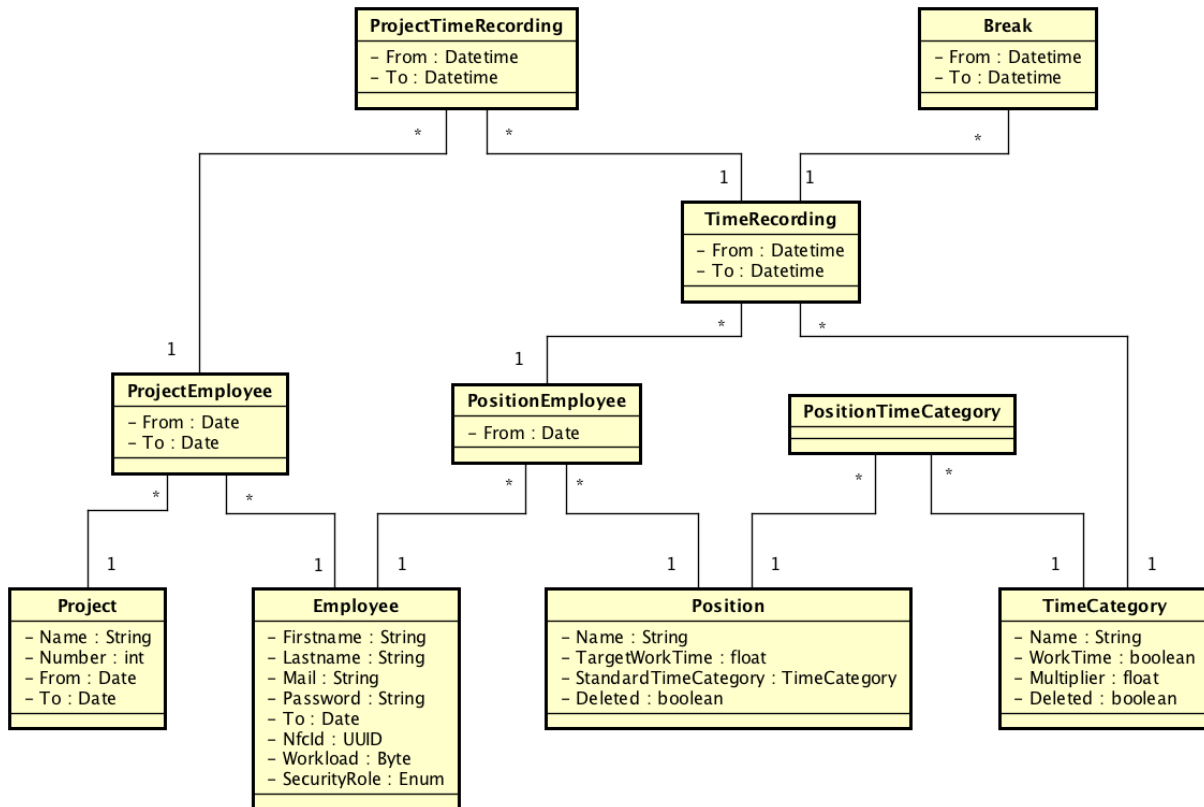 ProjectTimeRecording
- From : Datetime
- To : Datetime
Break
- From : Datetime
- To : Datetime
*
*
*
1
1
TimeRecording
- From : Datetime
- To : Datetime
*
*
1
1
ProjectEmployee
- From : Date
- To : Date
PositionEmployee
- From : Date
PositionTimeCategory
*
*
*
*
*
*
1
1
1
1
1
1
1
Project
- Name : String
- Number : int
- From : Date
- To : Date
Employee
- Firstname : String
- Lastname : String
- Mail : String
- Password : String
- To : Date
- NfcId : UUID
- Workload : Byte
- SecurityRole : Enum
Position
- Name : String
- TargetWorkTime : float
- StandardTimeCategory : TimeCategory
- Deleted : boolean
TimeCategory
- Name : String
- WorkTime : boolean
- Multiplier : float
- Deleted : boolean